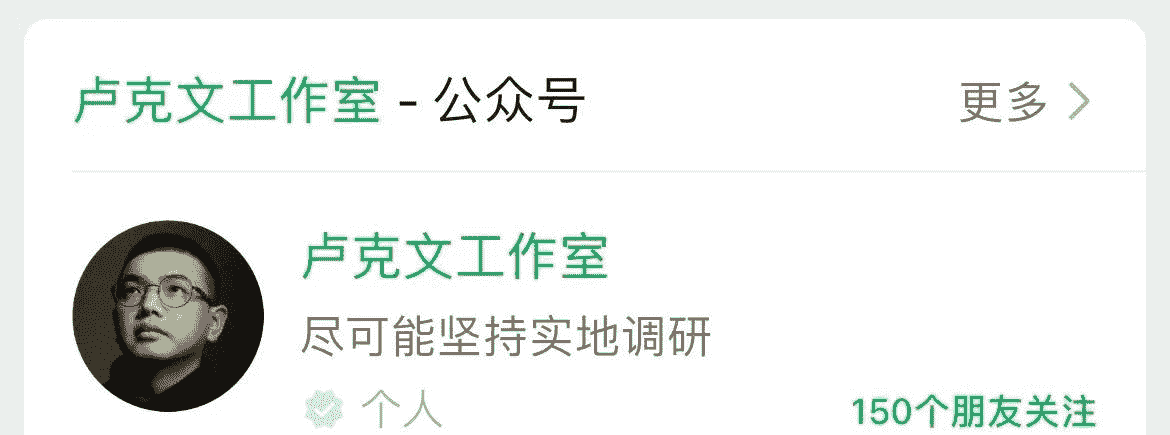 卢克文工作室 - 公众号
更多
卢克文工作室
尽可能坚持实地调研
个人
150个朋友关注